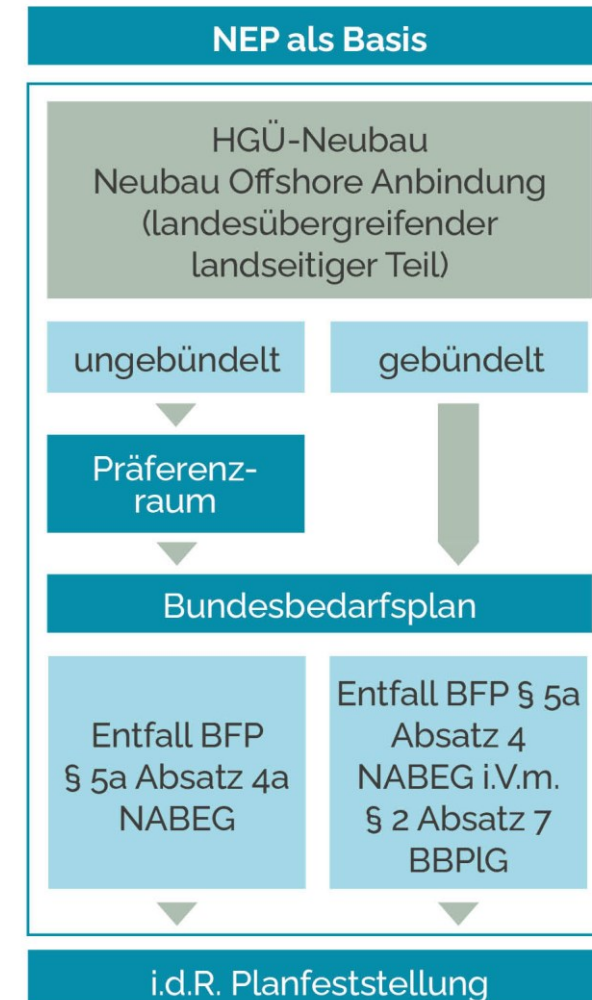 NEP als Basis
HGÜ-Neubau
Neubau Offshore Anbindung
(landesübergreifender
landseitiger Teil)
ungebündelt
gebündelt
Präferenz-
raum
Bundesbedarfsplan
Entfall BFP
§ 5a Absatz 4a
NABEG
Entfall BFP § 5a
Absatz 4
NABEG i.V.m.
§ 2 Absatz 7
BBPlG
i.d.R. Planfeststellung